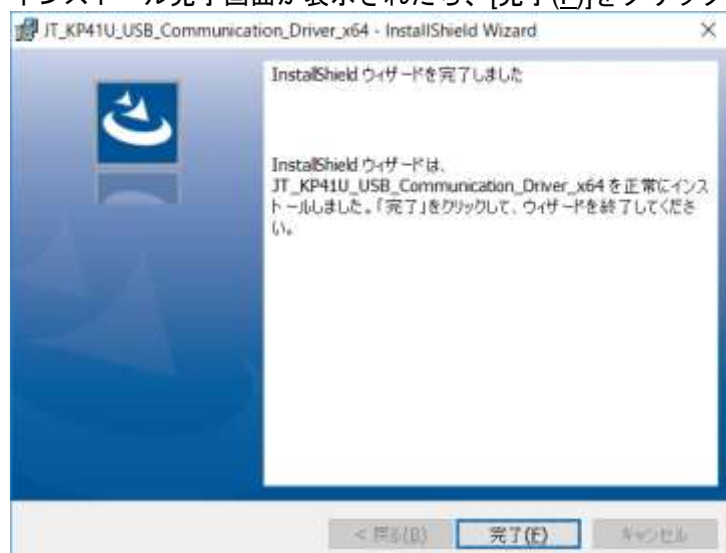 インストール完了画面が表示されたら、[完了(F)]をクリック
JT_KP41U_USB_Communication_Driver_x64 - InstallShield Wizard
InstallShield ウィザードを完了しました
InstallShield ウィザードは、
JT_KP41U_USB_Communication_Driver_x64 を正常にインス
トールしました。「完了」をクリックして、ウィザードを終了してくださ
い。
< 戻る(B)
完了(F)
キャンセル